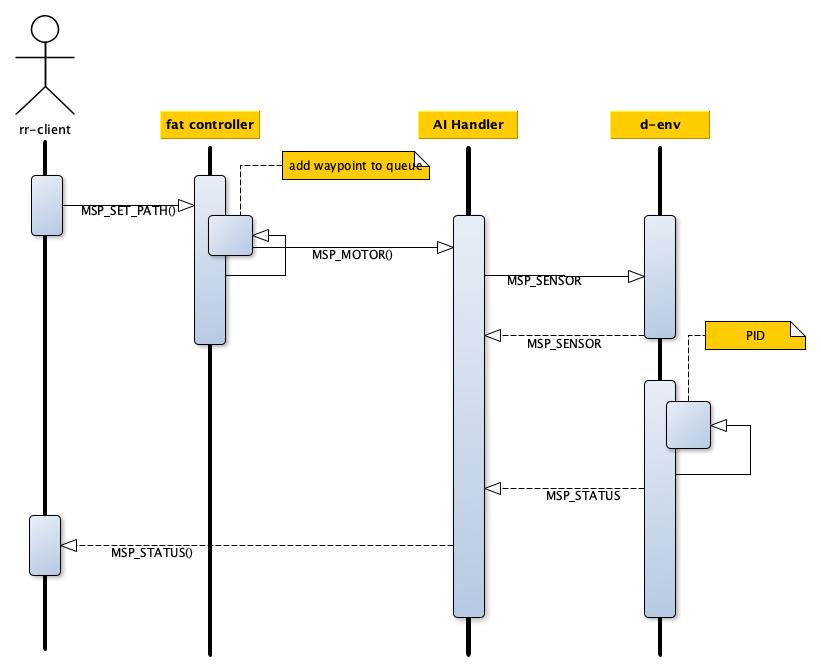 rr-client
fat controller
AI Handler
d-env
add waypoint to queue
MSP_SET_PATH()
MSP_MOTOR()
MSP_SENSOR
MSP_SENSOR
PID
MSP_STATUS
MSP_STATUS()